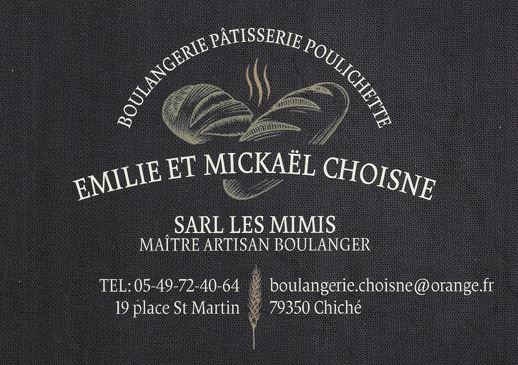 BOULANGERIE PÂTISSERIE POULICHETTE
EMILIE ET MICKAËL CHOISNE
SARL LES MIMIS
MAÎTRE ARTISAN BOULANGER
TEL: 05-49-72-40-64 boulangerie.choisne@orange.fr
19 place St Martin 79350 Chiché